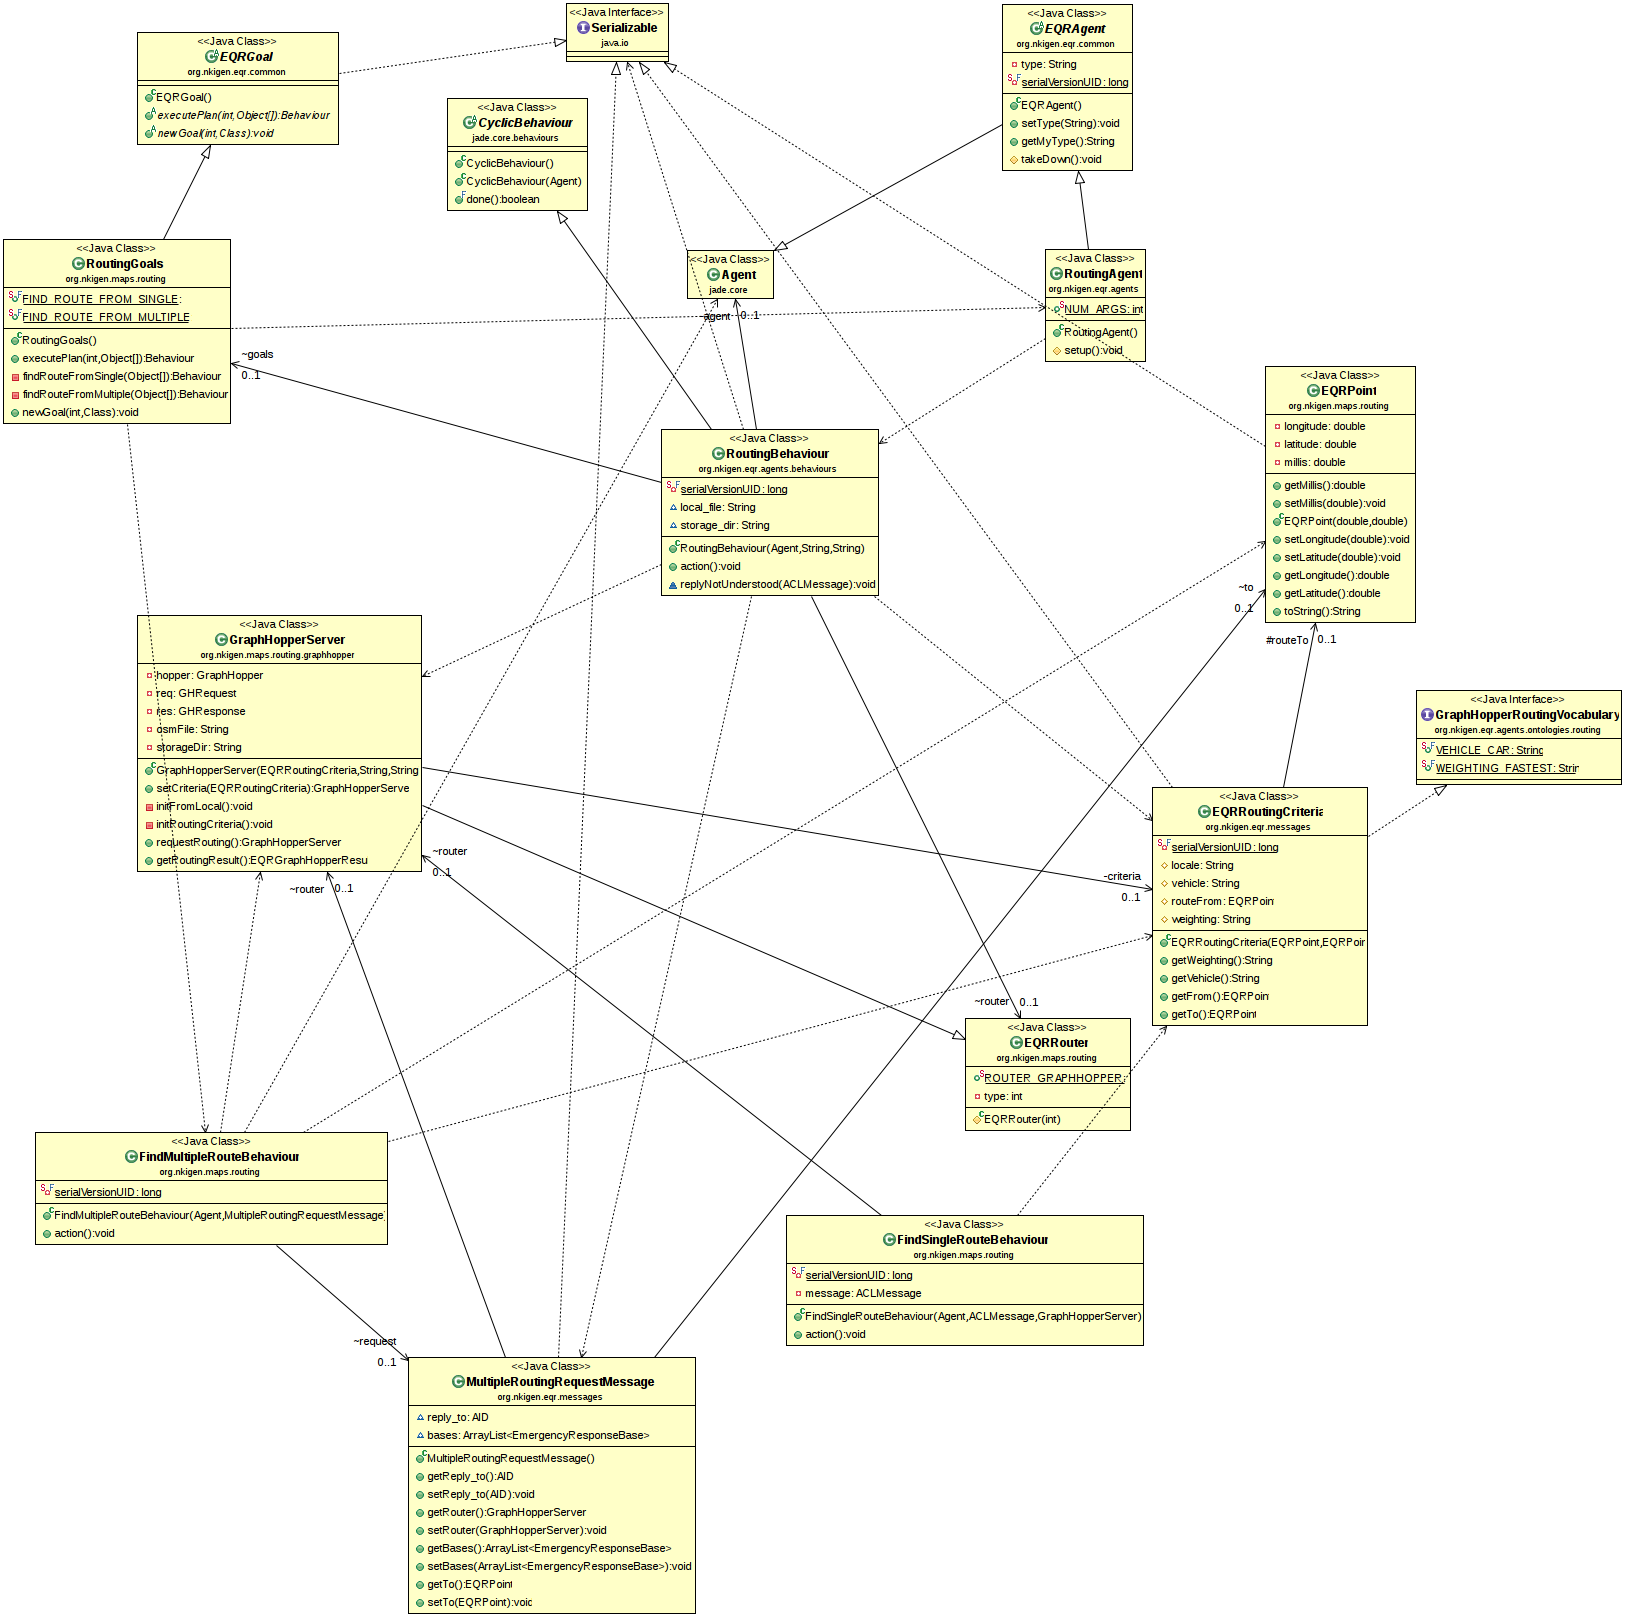 <<Java Interface>>
Serializable
java.io
<<Java Class>>
EQRAgent
org.nkigen.eqr.common
type: String
serialVersionUID: long
EQRAgent()
setType(String):void
getMyType():String
takeDown():void
<<Java Class>>
EQRGoal
org.nkigen.eqr.common
EQRGoal()
executePlan(int,Object[]):Behaviour
newGoal(int,Class):void
<<Java Class>>
CyclicBehaviour
jade.core.behaviours
CyclicBehaviour()
CyclicBehaviour(Agent)
done():boolean
<<Java Class>>
RoutingGoals
org.nkigen.maps.routing
FIND_ROUTE_FROM_SINGLE:
FIND_ROUTE_FROM_MULTIPLE
RoutingGoals()
executePlan(int,Object[]):Behaviour
findRouteFromSingle(Object[]):Behaviour
findRouteFromMultiple(Object[]):Behaviour
newGoal(int,Class):void
<<Java Class>>
Agent
jade.core
<<Java Class>>
RoutingAgent
org.nkigen.eqr.agents
NUM_ARGS: int
RoutingAgent()
setup():void
-agent
0..1
~goals
0..1
<<Java Class>>
EQRPoint
org.nkigen.maps.routing
longitude: double
latitude: double
millis: double
getMillis():double
setMillis(double):void
EQRPoint(double,double)
setLongitude(double):void
setLatitude(double):void
getLongitude():double
getLatitude():double
toString():String
<<Java Class>>
RoutingBehaviour
org.nkigen.eqr.agents.behaviours
serialVersionUID: long
local_file: String
storage_dir: String
RoutingBehaviour(Agent,String,String)
action():void
replyNotUnderstood(ACLMessage):void
~to
0..1
#routeTo
0..1
<<Java Class>>
GraphHopperServer
org.nkigen.maps.routing.graphhopper
hopper: GraphHopper
req: GHRequest
res: GHResponse
osmFile: String
storageDir: String
GraphHopperServer(EQRRoutingCriteria,String,String
setCriteria(EQRRoutingCriteria):GraphHopperServe
initFromLocal():void
initRoutingCriteria():void
requestRouting():GraphHopperServer
getRoutingResult():EQRGraphHopperResu
<<Java Interface>>
GraphHopperRoutingVocabulary
org.nkigen.eqr.agents.ontologies.routing
VEHICLE_CAR: String
WEIGHTING_FASTEST: Strin
<<Java Class>>
EQRRoutingCriteria
org.nkigen.eqr.messages
serialVersionUID: long
locale: String
vehicle: String
routeFrom: EQRPoint
weighting: String
EQRRoutingCriteria(EQRPoint,EQRPoin
getWeighting():String
getVehicle():String
getFrom():EQRPoint
getTo():EQRPoint
~router
0..1
~router
0..1
-criteria
0..1
~router
0..1
<<Java Class>>
EQRRouter
org.nkigen.maps.routing
ROUTER_GRAPHHOPPER:
type: int
EQRRouter(int)
<<Java Class>>
FindMultipleRouteBehaviour
org.nkigen.maps.routing
serialVersionUID: long
FindMultipleRouteBehaviour(Agent,MultipleRoutingRequestMessage
action():void
<<Java Class>>
FindSingleRouteBehaviour
org.nkigen.maps.routing
serialVersionUID: long
message: ACLMessage
FindSingleRouteBehaviour(Agent,ACLMessage,GraphHopperServer)
action():void
~request
0..1
<<Java Class>>
MultipleRoutingRequestMessage
org.nkigen.eqr.messages
reply_to: AID
bases: ArrayList<EmergencyResponseBase>
MultipleRoutingRequestMessage()
getReply_to():AID
setReply_to(AID):void
getRouter():GraphHopperServer
setRouter(GraphHopperServer):void
getBases():ArrayList<EmergencyResponseBase>
setBases(ArrayList<EmergencyResponseBase>):void
getTo():EQRPoint
setTo(EQRPoint):void